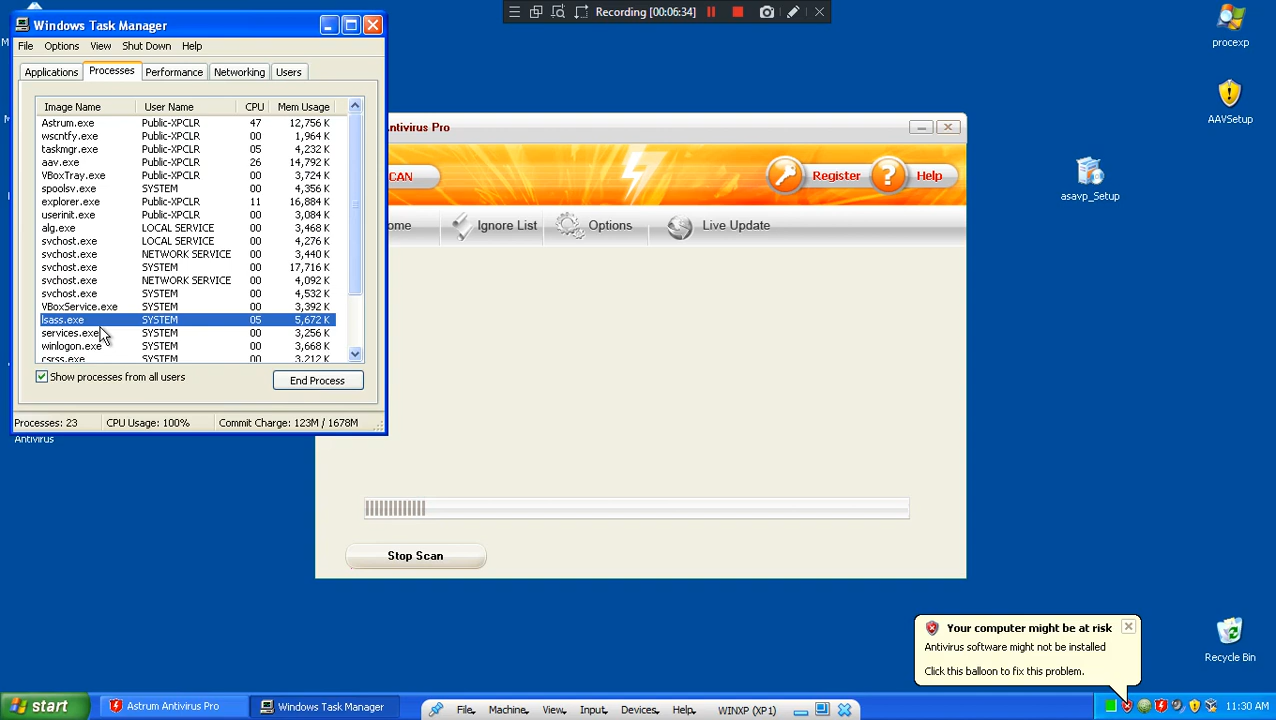 Recording [00:06:34]
Windows Task Manager
File Options View Shut Down Help
Applications Processes Performance Networking Users
Image Name User Name CPU Mem Usage
Astrum.exe Public-XPCLR 47 12,756 K
wscntfy.exe Public-XPCLR 00 1,964 K
taskmgr.exe Public-XPCLR 05 4,232 K
aav.exe Public-XPCLR 26 14,792 K
VBoxTray.exe Public-XPCLR 00 3,724 K
spoolsv.exe SYSTEM 00 4,356 K
explorer.exe Public-XPCLR 11 16,884 K
userinit.exe Public-XPCLR 00 3,084 K
alg.exe LOCAL SERVICE 00 3,468 K
svchost.exe LOCAL SERVICE 00 4,276 K
svchost.exe NETWORK SERVICE 00 3,440 K
svchost.exe SYSTEM 00 17,716 K
svchost.exe NETWORK SERVICE 00 4,092 K
svchost.exe SYSTEM 00 4,532 K
VBoxService.exe SYSTEM 00 3,392 K
lsass.exe SYSTEM 05 5,672 K
services.exe SYSTEM 00 3,256 K
winlogon.exe SYSTEM 00 3,668 K
csrss.exe SYSTEM 00 3,212 K
Show processes from all users
End Process
Processes: 23 CPU Usage: 100% Commit Charge: 123M / 1678M
Antivirus
ntivirus Pro
CAN
Register
Help
ome
Ignore List
Options
Live Update
Stop Scan
procexp
AAVSetup
asavp_Setup
Your computer might be at risk
Antivirus software might not be installed
Click this balloon to fix this problem.
Recycle Bin
start
Astrum Antivirus Pro
Windows Task Manager
File Machine View Input Devices Help
WINXP (XP1)
11:30 AM